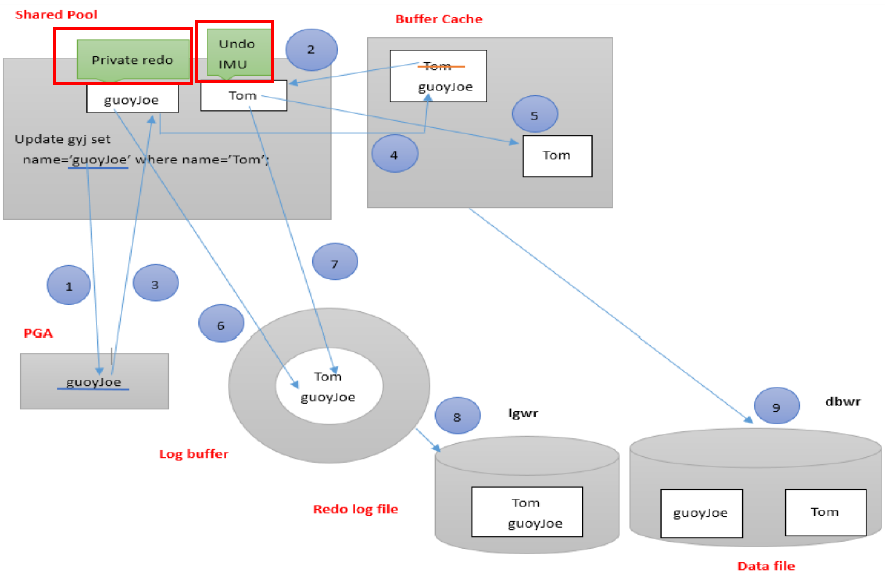 Shared Pool
Buffer Cache
Private redo
Undo
IMU
2
guoyJoe
Tom
Tom
guoyJoe
5
Tom
4
Update gyj set
name='guoyJoe' where name='Tom';
1
3
7
6
PGA
guoyJoe
Tom
guoyJoe
Log buffer
8
lgwr
9
dbwr
Redo log file
Tom
guoyJoe
guoyJoe
Tom
Data file